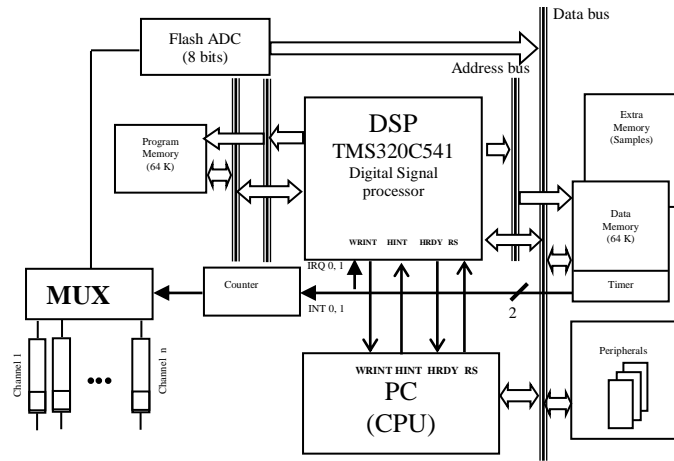 Data bus
Flash ADC
(8 bits)
Address bus
DSP
TMS320C541
Digital Signal
processor
Extra
Memory
(Samples)
Program
Memory
(64 K)
Data
Memory
(64 K)
WRINT HINT HRDY RS
IRQ 0, 1
MUX
Counter
Timer
INT 0, 1
2
Channel 1
Channel n
Peripherals
WRINT HINT HRDY RS
PC
(CPU)